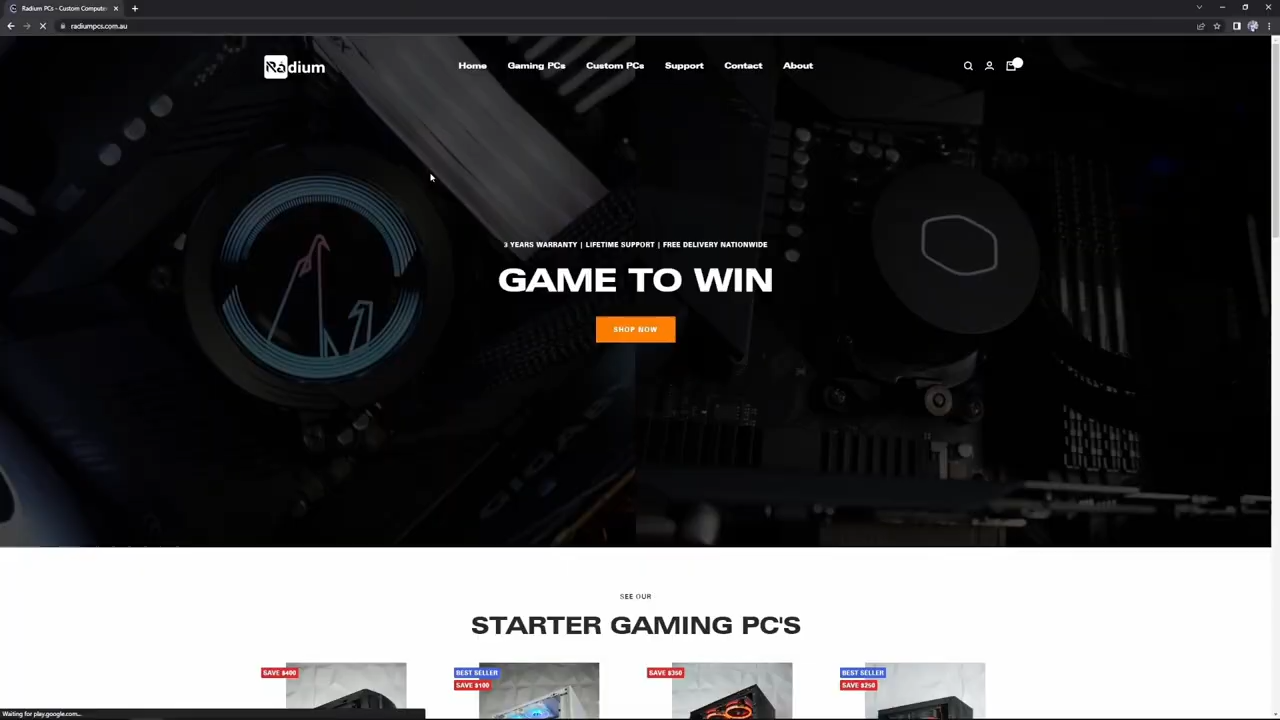 Radium PCs - Custom Compute
radiumpcs.com.au
Radium
Home
Gaming PCs
Custom PCs
Support
Contact
About
3 YEARS WARRANTY | LIFETIME SUPPORT | FREE DELIVERY NATIONWIDE
GAME TO WIN
SHOP NOW
SEE OUR
STARTER GAMING PC'S
SAVE $400
BEST SELLER
SAVE $100
SAVE $350
BEST SELLER
SAVE $250
Waiting for play.google.com...